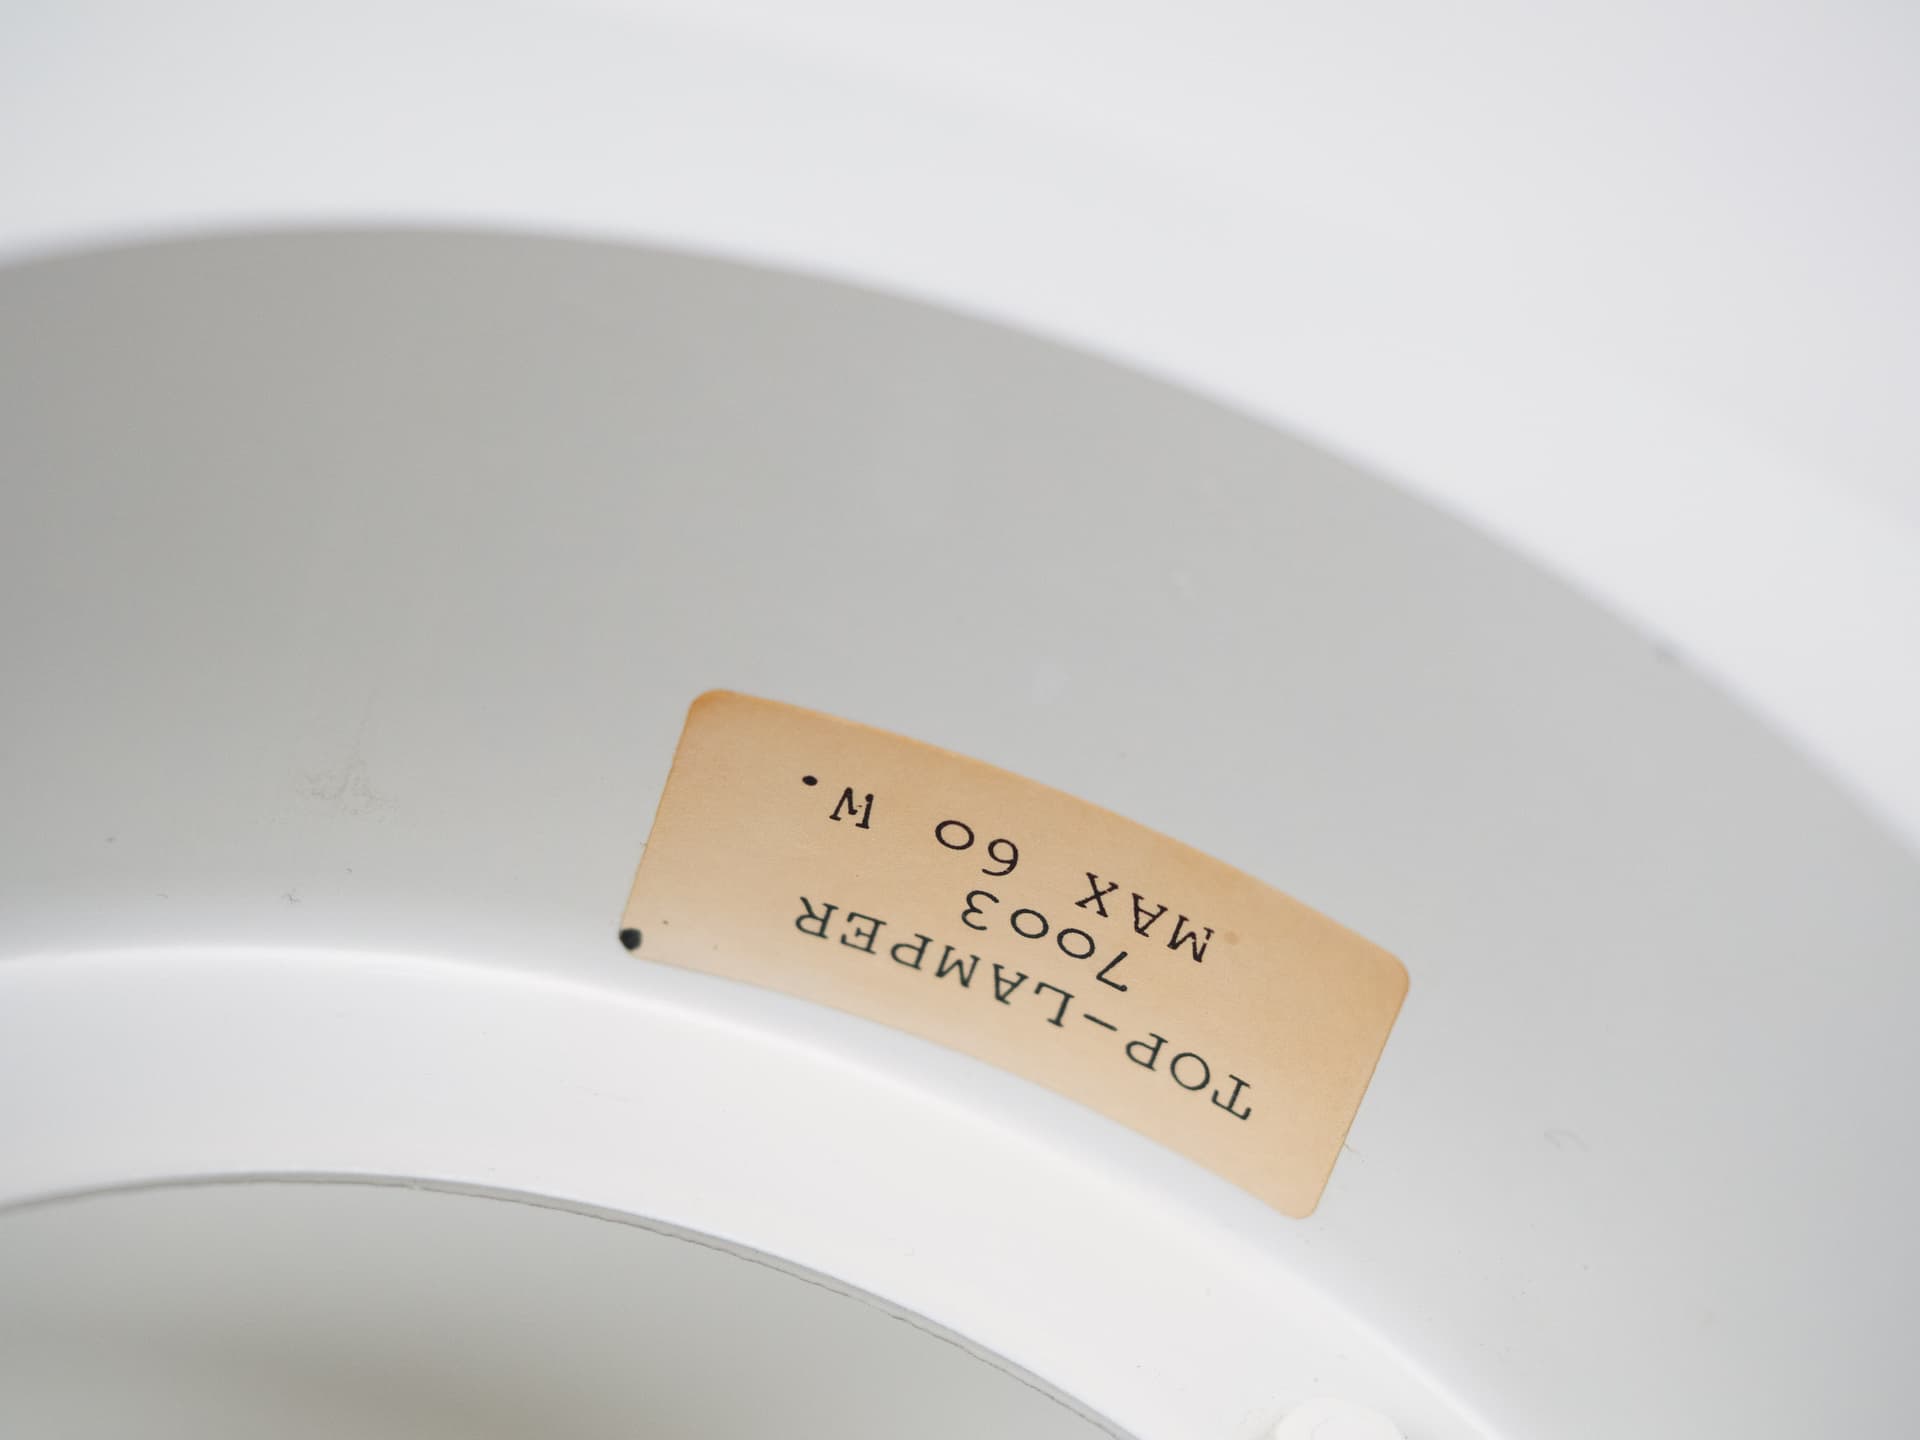 TOP-LAMPER
7003
MAX 60 W.